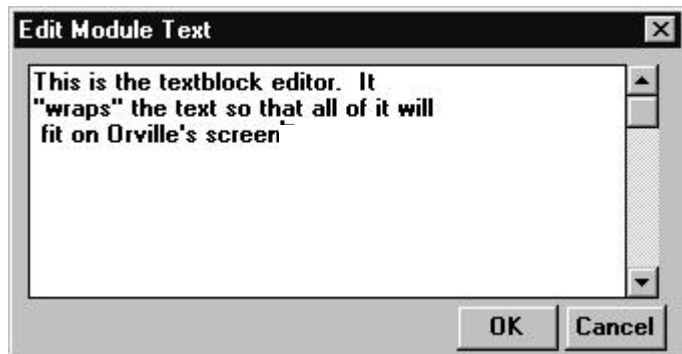 Edit Module Text
This is the textblock editor.  It
"wraps" the text so that all of it will
fit on Orville's screen
OK Cancel